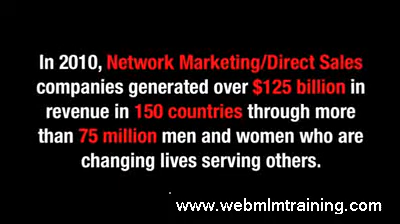 In 2010, Network Marketing/Direct Sales
companies generated over $125 billion in
revenue in 150 countries through more
than 75 million men and women who are
changing lives serving others.
www.webmlmtraining.com